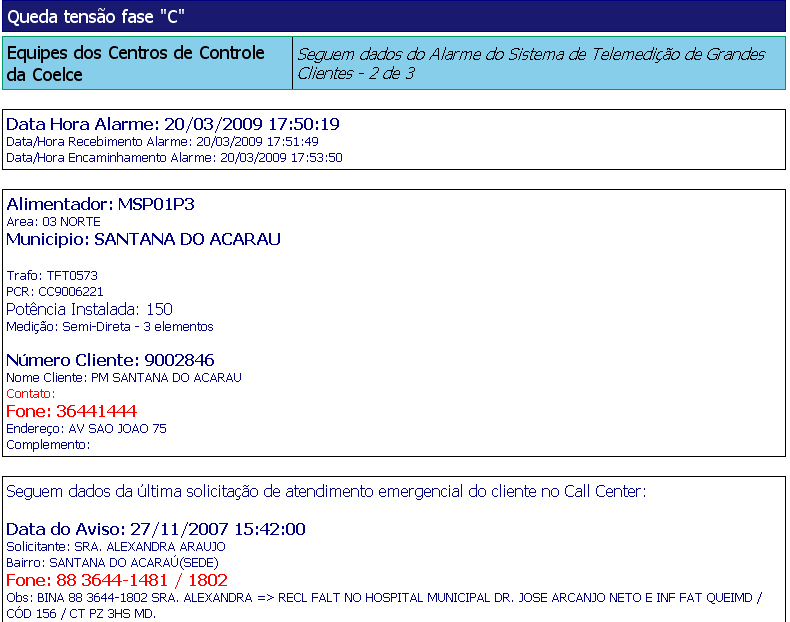 Queda tensão fase "C"
Equipes dos Centros de Controle
da Coelce
Seguem dados do Alarme do Sistema de Telemedição de Grandes
Clientes - 2 de 3
Data Hora Alarme: 20/03/2009 17:50:19
Data/Hora Recebimento Alarme: 20/03/2009 17:51:49
Data/Hora Encaminhamento Alarme: 20/03/2009 17:53:50
Alimentador: MSP01P3
Area: 03 NORTE
Municipio: SANTANA DO ACARAU
Trafo: TFT0573
PCR: CC9006221
Potência Instalada: 150
Medição: Semi-Direta - 3 elementos
Número Cliente: 9002846
Nome Cliente: PM SANTANA DO ACARAU
Contato:
Fone: 36441444
Endereço: AV SAO JOAO 75
Complemento:
Seguem dados da última solicitação de atendimento emergencial do cliente no Call Center:
Data do Aviso: 27/11/2007 15:42:00
Solicitante: SRA. ALEXANDRA ARAUJO
Bairro: SANTANA DO ACARAÚ(SEDE)
Fone: 88 3644-1481 / 1802
Obs: BINA 88 3644-1802 SRA. ALEXANDRA => RECL FALT NO HOSPITAL MUNICIPAL DR. JOSE ARCANJO NETO E INF FAT QUEIMD /
CÓD 156 / CT PZ 3HS MD.